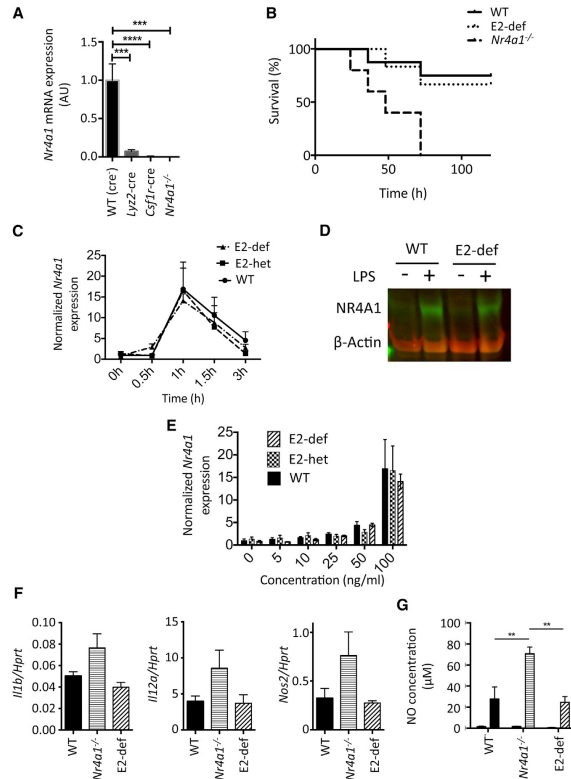 A
***
****
***
Nr4a1 mRNA expression
(AU)
1.5
1.0
0.5
0.0
WT (cre-)
Lyz2-cre
Csf1r-cre
Nr4a1-/-
B
WT
E2-def
Nr4a1-/-
Survival (%)
100
50
0
0
50
100
Time (h)
C
E2-def
E2-het
WT
Normalized Nr4a1
expression
25
20
15
10
5
0
0h
0.5h
1h
1.5h
3h
Time (h)
D
WT
E2-def
LPS
- + - +
NR4A1
β-Actin
E
Normalized Nr4a1
expression
25
20
15
10
5
0
E2-def
E2-het
WT
0
5
10
25
50
100
Concentration (ng/ml)
F
Il1b/Hprt
0.10
0.08
0.06
0.04
0.02
0.00
WT
Nr4a1-/-
E2-def
Il12a/Hprt
15
10
5
0
WT
Nr4a1-/-
E2-def
Nos2/Hprt
1.0
0.5
0.0
WT
Nr4a1-/-
E2-def
G
NO concentration
(μM)
100
80
60
40
20
0
**
**
WT
Nr4a1-/-
E2-def